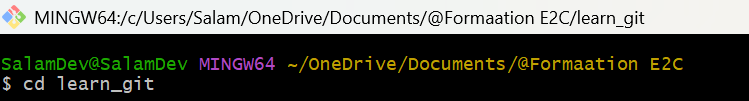 MINGW64:/c/Users/Salam/OneDrive/Documents/@Formaation E2C/learn_git
SalamDev@SalamDev MINGW64 ~/OneDrive/Documents/@Formaation E2C
$ cd learn_git